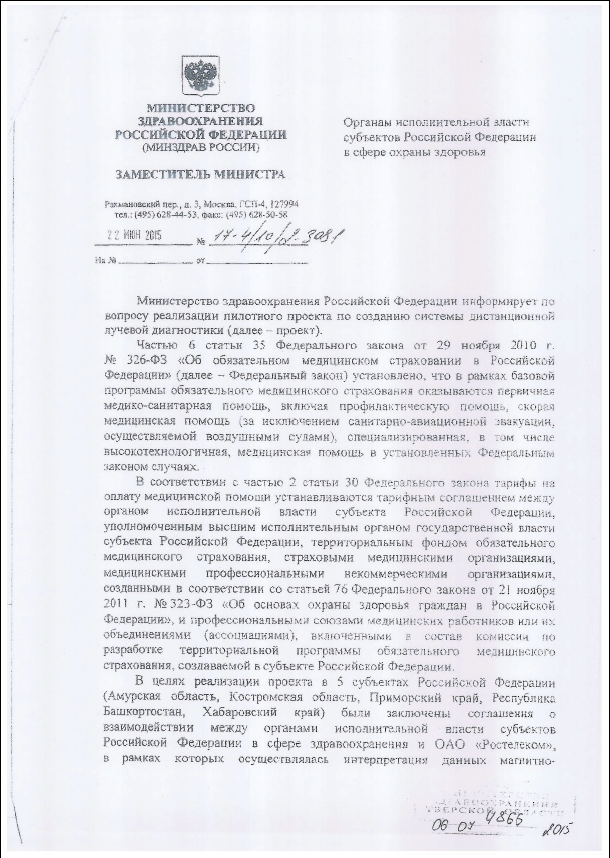 МИНИСТЕРСТВО
ЗДРАВООХРАНЕНИЯ
РОССИЙСКОЙ ФЕДЕРАЦИИ
(МИНЗДРАВ РОССИИ)
ЗАМЕСТИТЕЛЬ МИНИСТРА
Рахмановский пер., д. 3, Москва, ГСП-4, 127994
тел.: (495) 628-44-53, факс: (495) 628-50-58
22 ИЮН 2015 № 17-4/10/2-3081
На № от
Органам исполнительной власти
субъектов Российской Федерации
в сфере охраны здоровья
Министерство здравоохранения Российской Федерации информирует по
вопросу реализации пилотного проекта по созданию системы дистанционной
лучевой диагностики (далее – проект).
Частью 6 статьи 35 Федерального закона от 29 ноября 2010 г.
№ 326-ФЗ «Об обязательном медицинском страховании в Российской
Федерации» (далее – Федеральный закон) установлено, что в рамках базовой
программы обязательного медицинского страхования оказываются первичная
медико-санитарная помощь, включая профилактическую помощь, скорая
медицинская помощь (за исключением санитарно-авиационной эвакуации,
осуществляемой воздушными судами), специализированная, в том числе
высокотехнологичная, медицинская помощь в установленных Федеральным
законом случаях.
В соответствии с частью 2 статьи 30 Федерального закона тарифы на
оплату медицинской помощи устанавливаются тарифным соглашением между
органом исполнительной власти субъекта Российской Федерации,
уполномоченным высшим исполнительным органом государственной власти
субъекта Российской Федерации, территориальным фондом обязательного
медицинского страхования, страховыми медицинскими организациями,
медицинскими профессиональными некоммерческими организациями,
созданными в соответствии со статьей 76 Федерального закона от 21 ноября
2011 г. № 323-ФЗ «Об основах охраны здоровья граждан в Российской
Федерации», и профессиональными союзами медицинских работников или их
объединениями (ассоциациями), включенными в состав комиссии по
разработке территориальной программы обязательного медицинского
страхования, создаваемой в субъекте Российской Федерации.
В целях реализации проекта в 5 субъектах Российской Федерации
(Амурская область, Костромская область, Приморский край, Республика
Башкортостан, Хабаровский край) были заключены соглашения о
взаимодействии между органами исполнительной власти субъектов
Российской Федерации в сфере здравоохранения и ОАО «Ростелеком»,
в рамках которых осуществлялась интерпретация данных магнитно-
МИНИСТЕРСТВО
ЗДРАВООХРАНЕНИЯ
ТВЕРСКОЙ ОБЛАСТИ
06 07 4866 2015